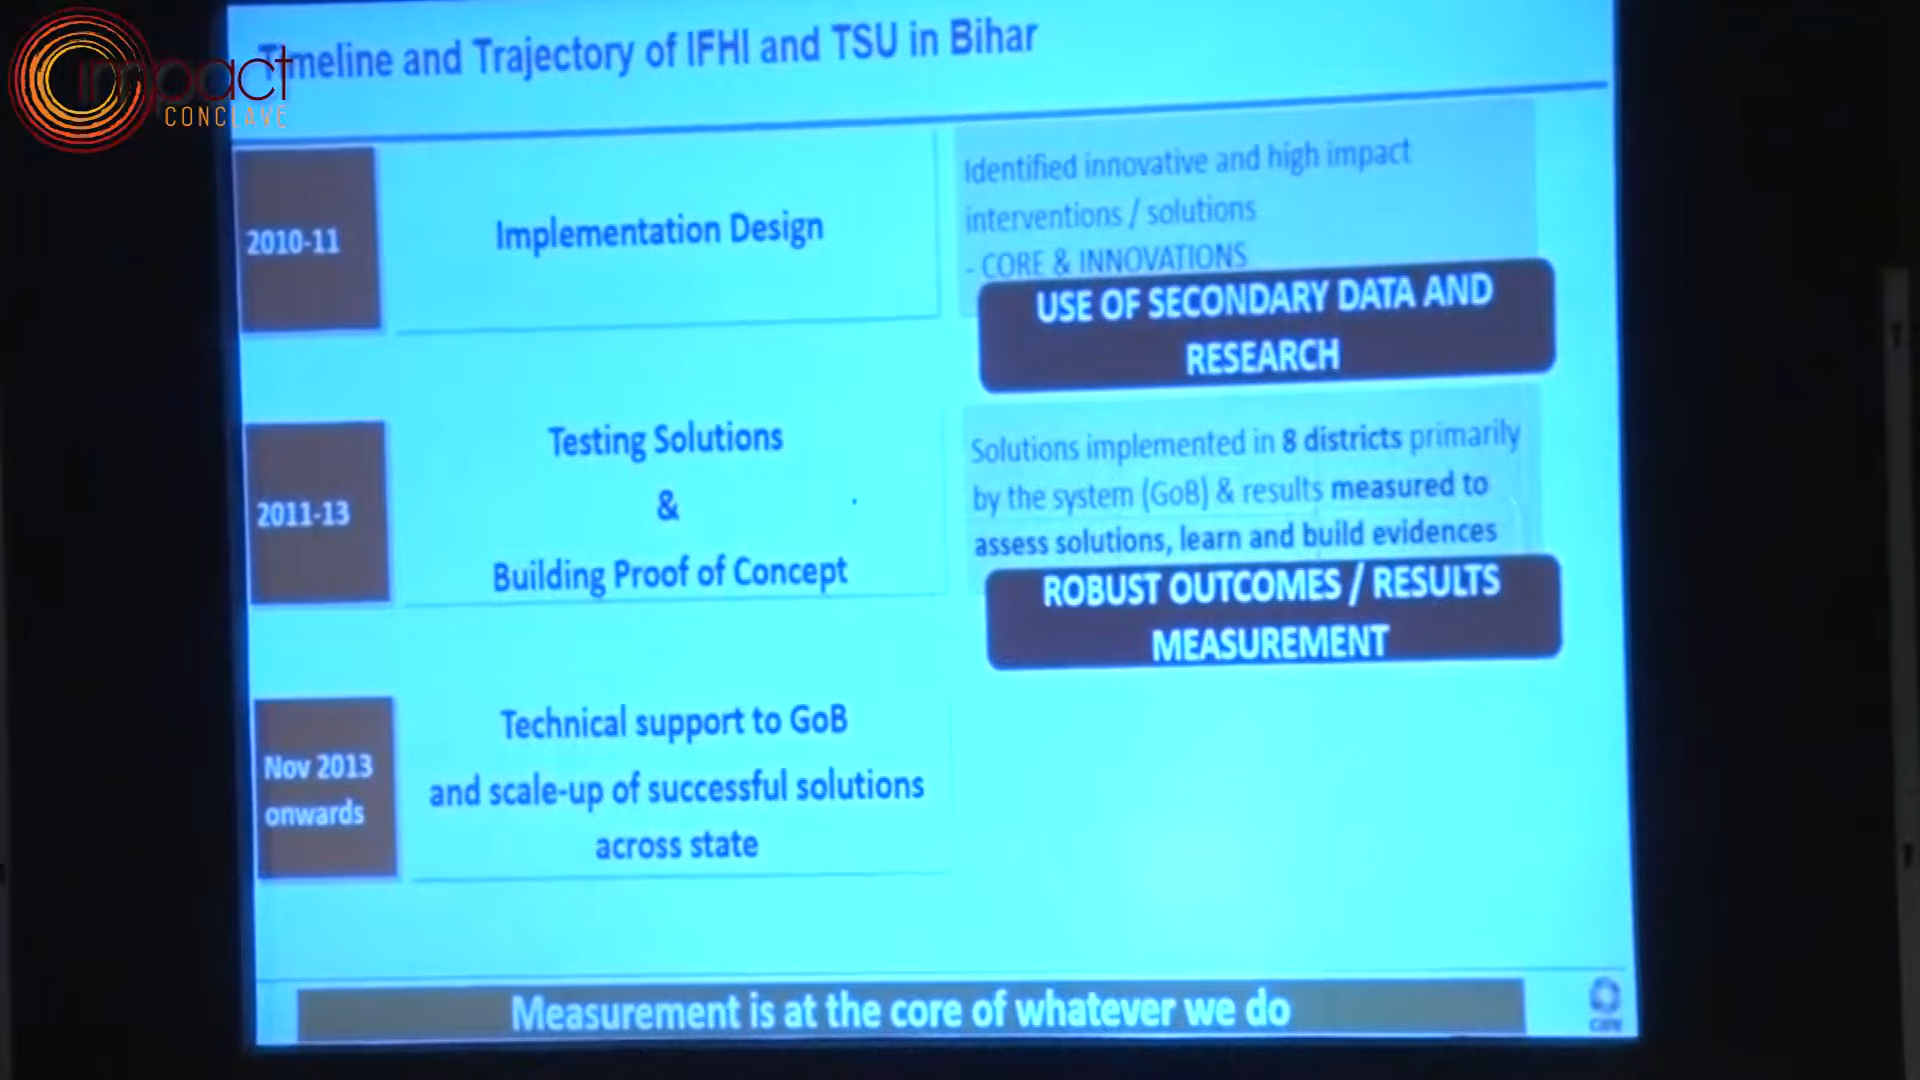 impact
CONCLAVE
Timeline and Trajectory of IFHI and TSU in Bihar
2010-11
Implementation Design
Identified innovative and high impact
interventions / solutions
- CORE & INNOVATIONS
USE OF SECONDARY DATA AND
RESEARCH
2011-13
Testing Solutions
&
Building Proof of Concept
Solutions implemented in 8 districts primarily
by the system (GoB) & results measured to
assess solutions, learn and build evidences
ROBUST OUTCOMES / RESULTS
MEASUREMENT
Nov 2013
onwards
Technical support to GoB
and scale-up of successful solutions
across state
Measurement is at the core of whatever we do
care